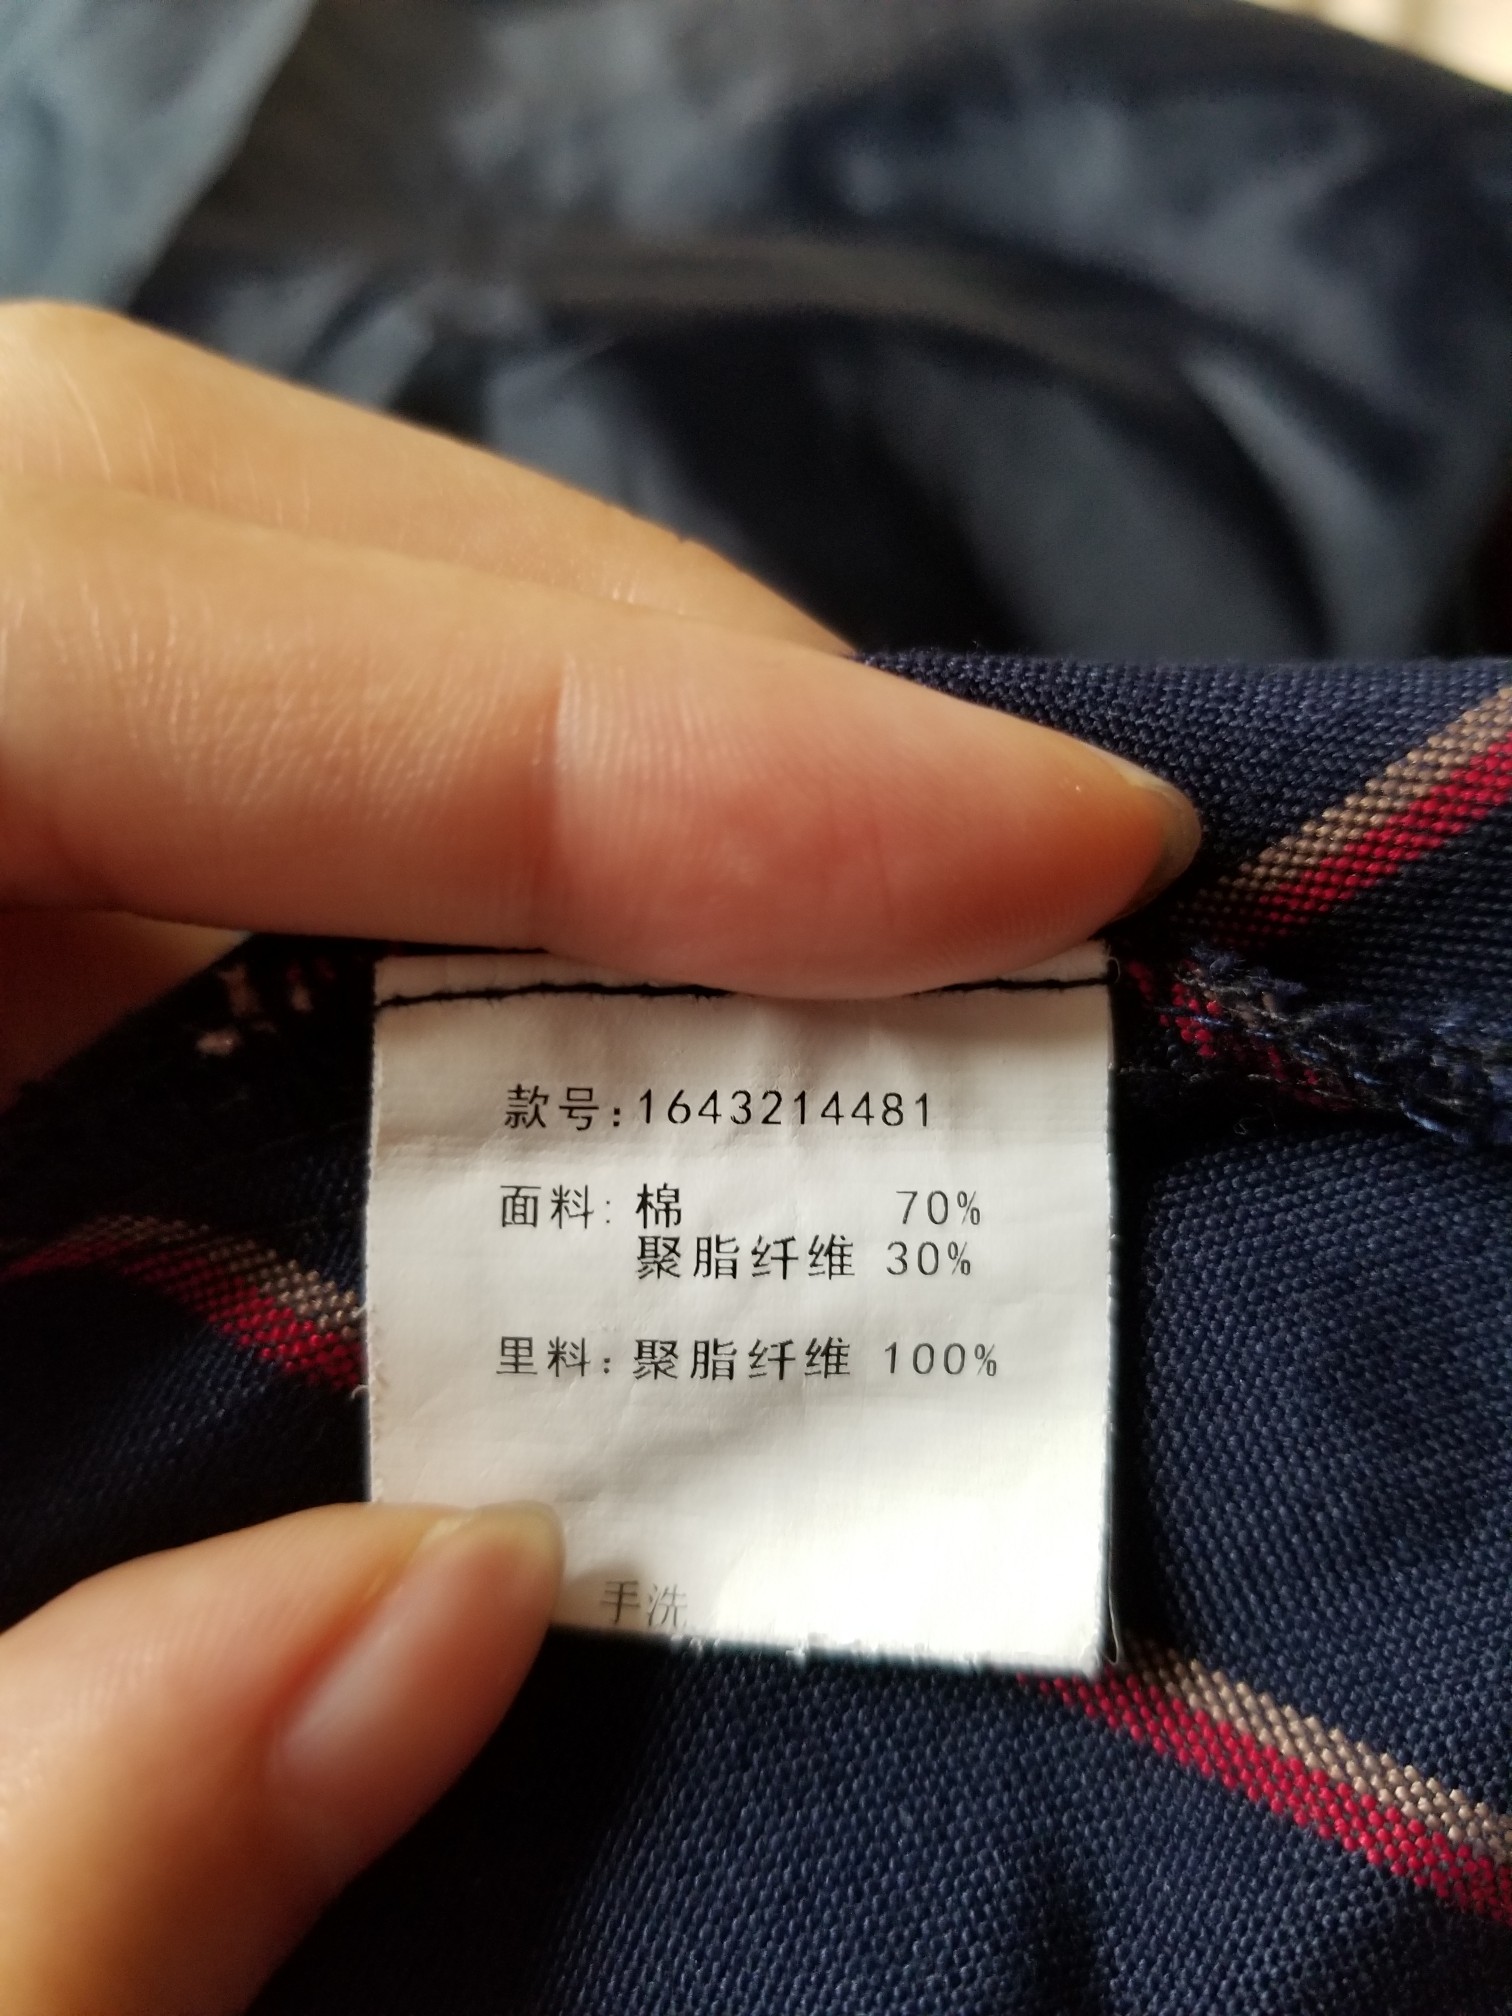 款号:1643214481
面料: 棉 70%
聚脂纤维 30%
里料: 聚脂纤维 100%
手洗